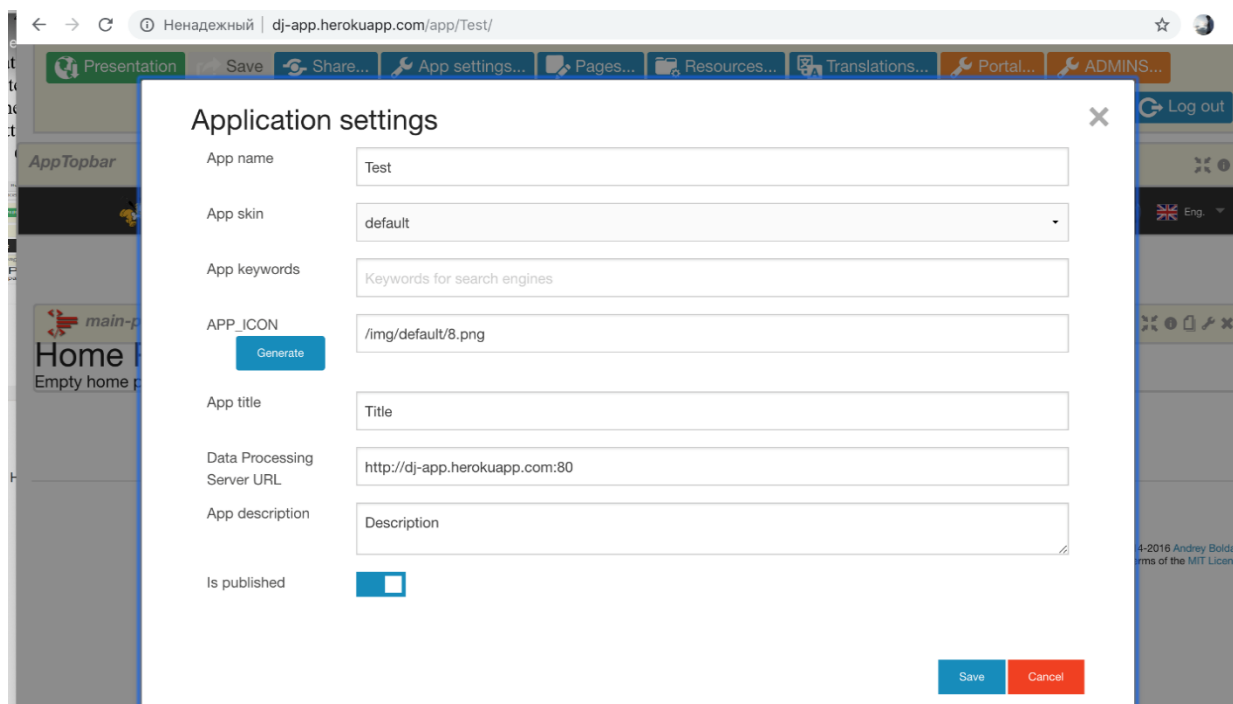 Ненадежный | dj-app.herokuapp.com/app/Test/
Presentation Save Share... App settings... Pages... Resources... Translations... Portal... ADMINS...
Log out
Application settings
AppTopbar
App name
Test
Eng.
App skin
default
App keywords
Keywords for search engines
main-p
APP_ICON
/img/default/8.png
Generate
Home
Empty home p
App title
Title
Data Processing
Server URL
http://dj-app.herokuapp.com:80
App description
Description
4-2016 Andrey Bolda
rms of the MIT Licen
Is published
Save
Cancel